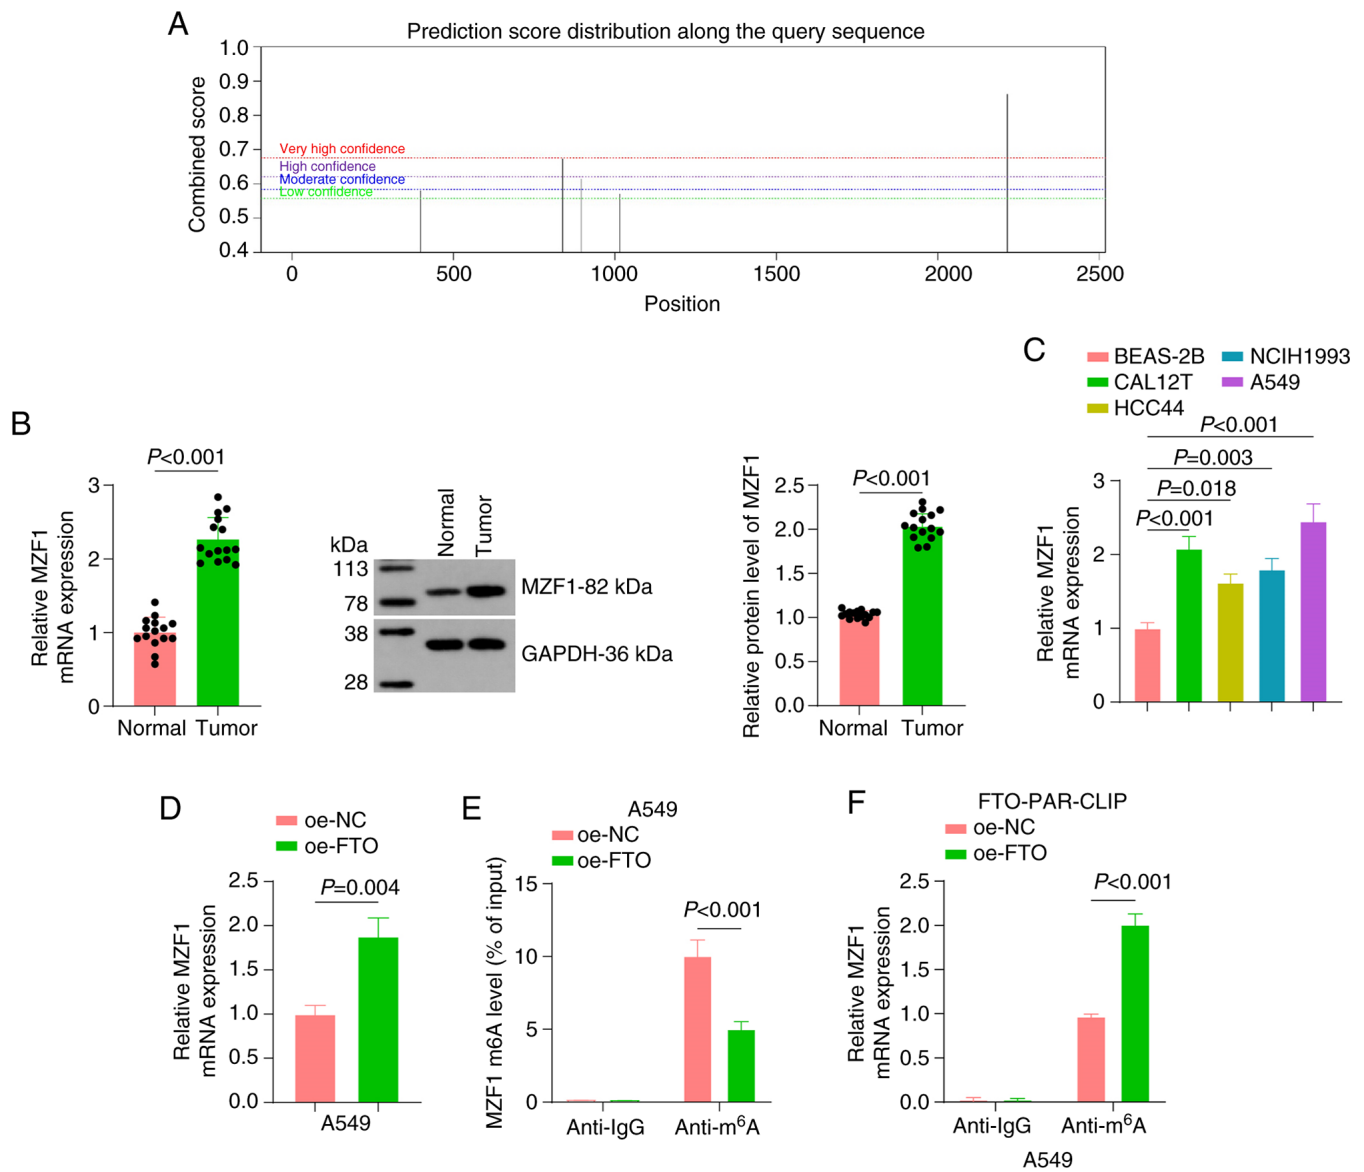 A
Prediction score distribution along the query sequence
Combined score
1.0
0.9
0.8
0.7
0.6
0.5
0.4
Very high confidence
High confidence
Moderate confidence
Low confidence
0
500
1000
1500
2000
2500
Position
B
Relative MZF1
mRNA expression
P<0.001
3
2
1
0
Normal
Tumor
kDa
Normal
Tumor
113
78
38
28
MZF1-82 kDa
GAPDH-36 kDa
Relative protein level of MZF1
P<0.001
2.5
2.0
1.5
1.0
0.5
0.0
Normal
Tumor
C
BEAS-2B
CAL12T
HCC44
NCIH1993
A549
P<0.001
P=0.003
P=0.018
P<0.001
Relative MZF1
mRNA expression
3
2
1
0
D
oe-NC
oe-FTO
P=0.004
Relative MZF1
mRNA expression
2.5
2.0
1.5
1.0
0.5
0.0
A549
E
A549
oe-NC
oe-FTO
P<0.001
MZF1 m6A level (% of input)
15
10
5
0
Anti-IgG
Anti-m⁶A
F
FTO-PAR-CLIP
oe-NC
oe-FTO
P<0.001
Relative MZF1
mRNA expression
2.5
2.0
1.5
1.0
0.5
0.0
Anti-IgG
Anti-m⁶A
A549